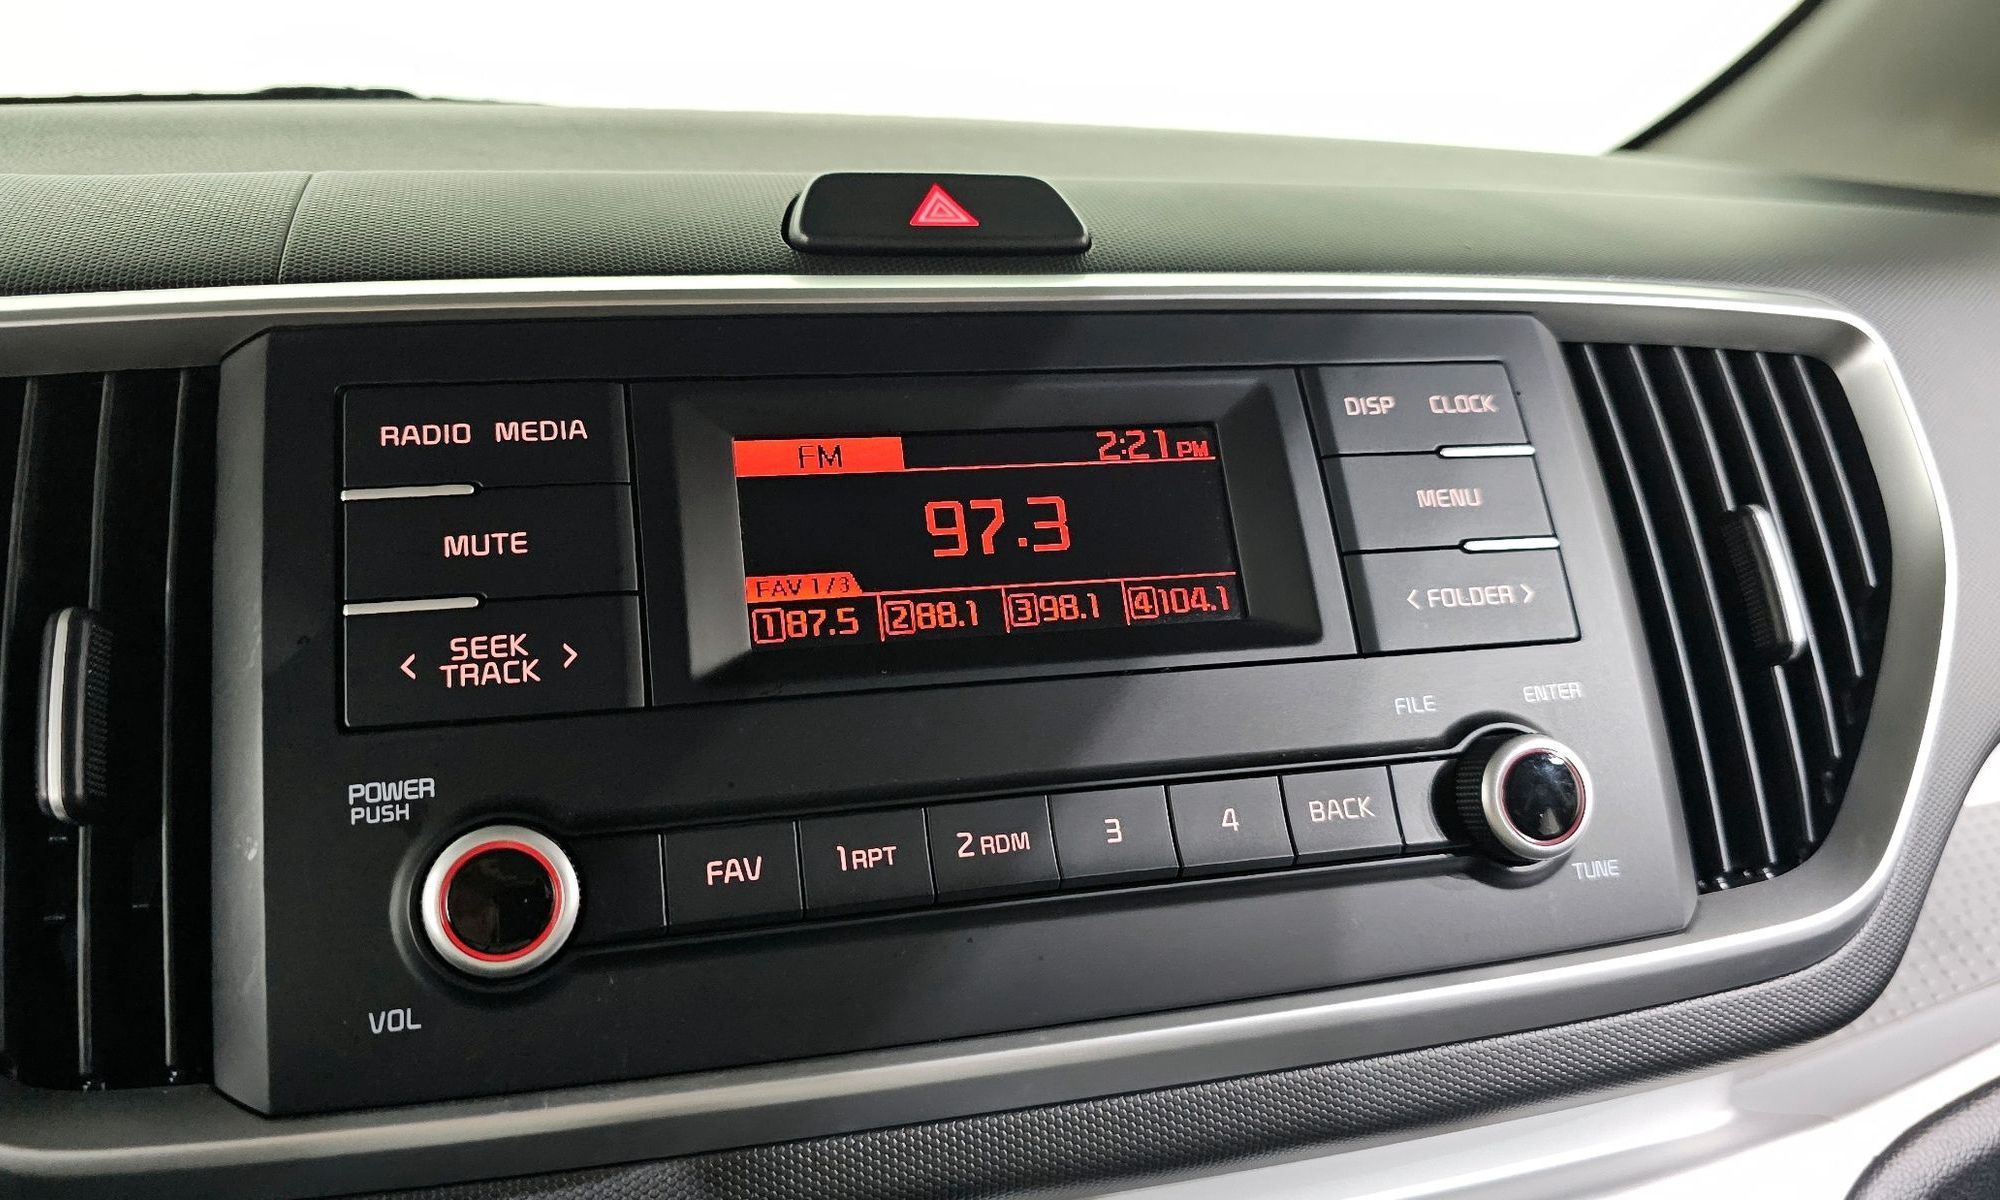 RADIO MEDIA
MUTE
< SEEK TRACK >
FM 2:21 PM
97.3
FAV 1/3
1 87.5 2 88.1 3 98.1 4 104.1
DISP CLOCK
MENU
< FOLDER >
POWER
PUSH
VOL
FAV 1 RPT 2 RDM 3 4 BACK
FILE ENTER
TUNE